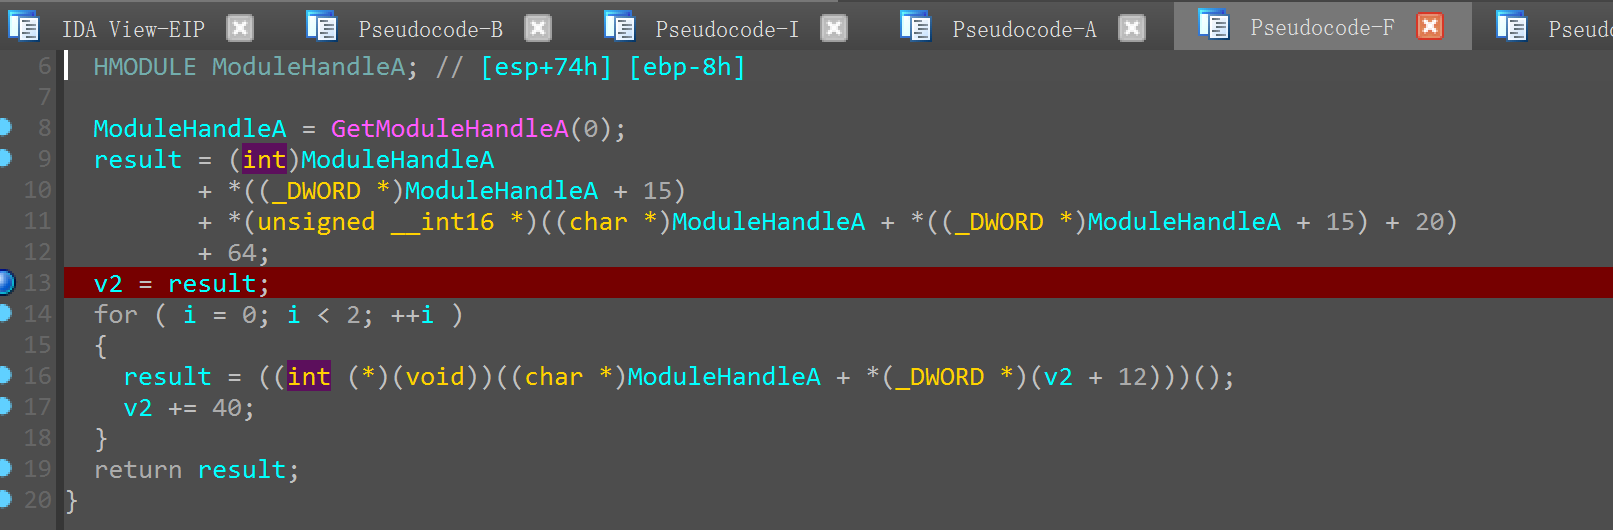 IDA View-EIP Pseudocode-B Pseudocode-I Pseudocode-A Pseudocode-F Pseudo
6 HMODULE ModuleHandleA; // [esp+74h] [ebp-8h]
7
8 ModuleHandleA = GetModuleHandleA(0);
9 result = (int)ModuleHandleA
10 + *((_DWORD *)ModuleHandleA + 15)
11 + *(unsigned __int16 *)((char *)ModuleHandleA + *((_DWORD *)ModuleHandleA + 15) + 20)
12 + 64;
13 v2 = result;
14 for ( i = 0; i < 2; ++i )
15 {
16 result = ((int (*)(void))((char *)ModuleHandleA + *(_DWORD *)(v2 + 12)))();
17 v2 += 40;
18 }
19 return result;
20 }